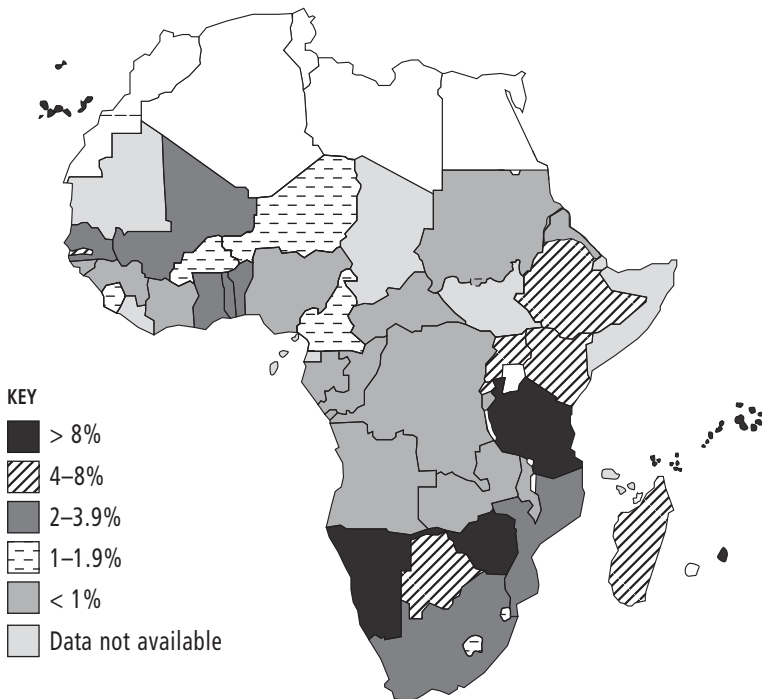 KEY
> 8%
4–8%
2–3.9%
1–1.9%
< 1%
Data not available